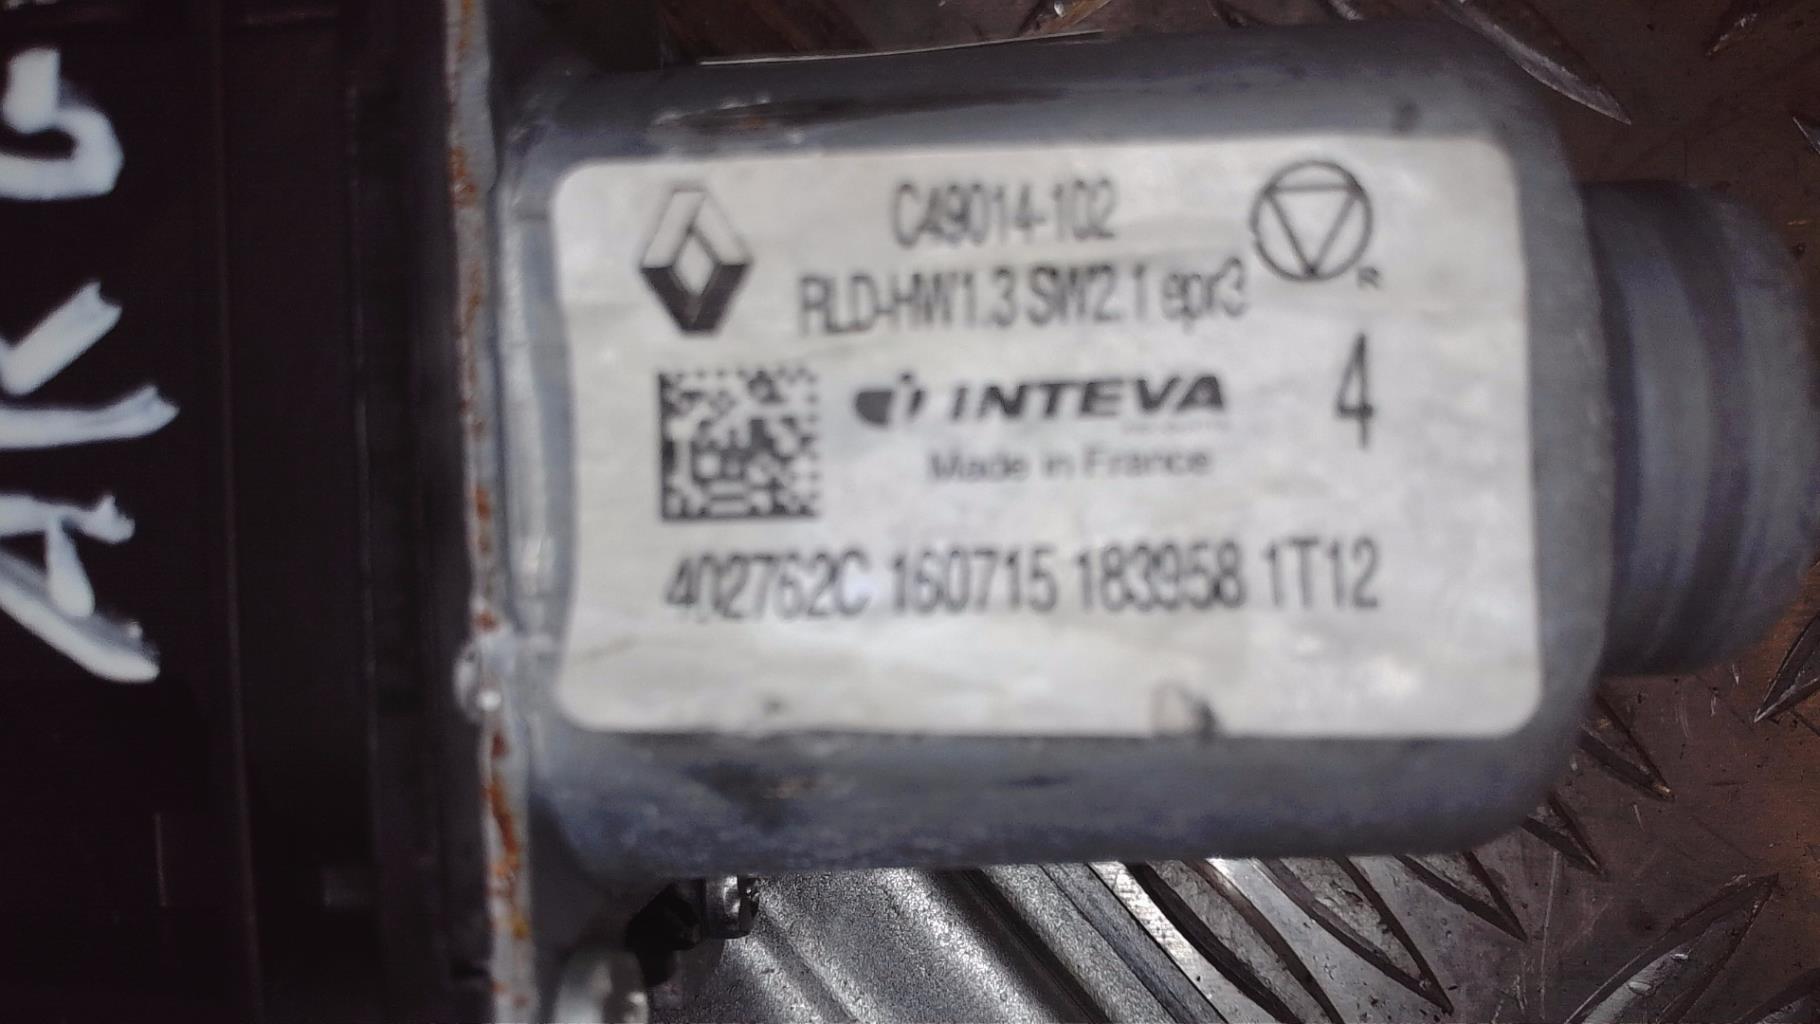 C49014-102
RLD-HW1.3 SW2.1 epr3
R
4
INTEVA
Made in France
402762C 160715 183958 1T12